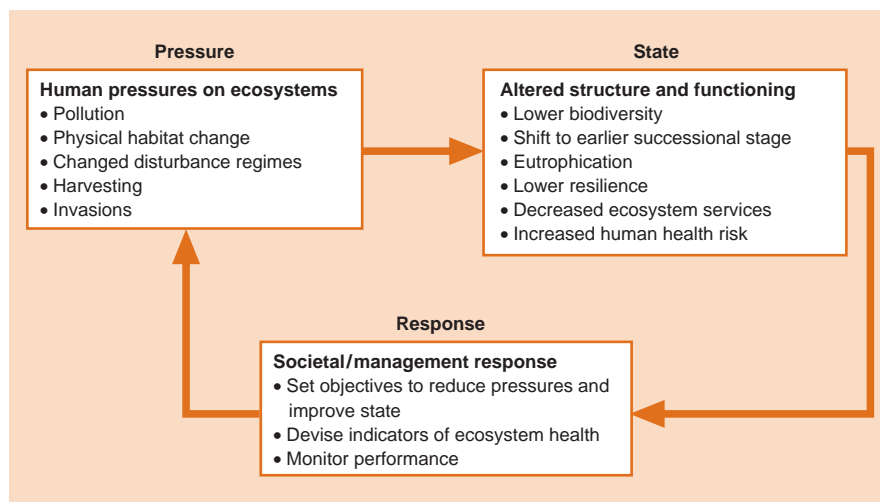 Pressure
Human pressures on ecosystems
• Pollution
• Physical habitat change
• Changed disturbance regimes
• Harvesting
• Invasions
State
Altered structure and functioning
• Lower biodiversity
• Shift to earlier successional stage
• Eutrophication
• Lower resilience
• Decreased ecosystem services
• Increased human health risk
Response
Societal/management response
• Set objectives to reduce pressures and
improve state
• Devise indicators of ecosystem health
• Monitor performance